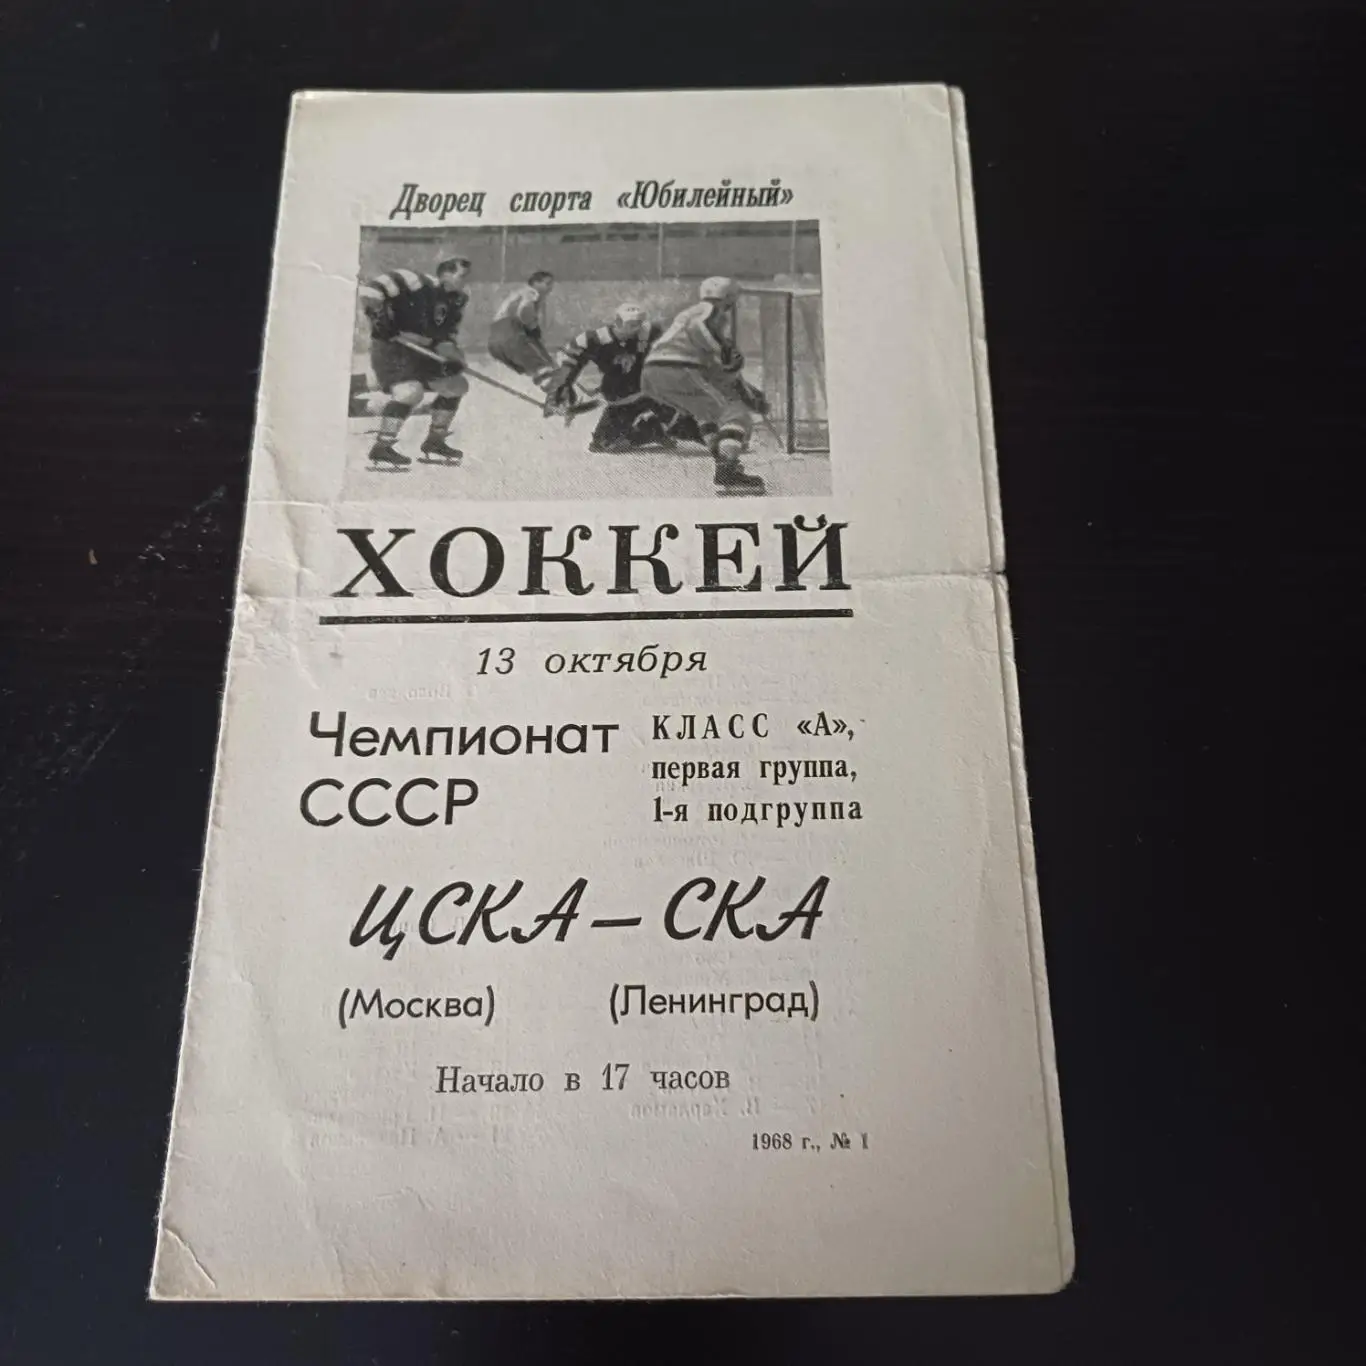 Дворец спорта «Юбилейный»
ХОККЕЙ
13 октября
Чемпионат
СССР
КЛАСС «А»,
первая группа,
1-я подгруппа
ЦСКА — СКА
(Москва) (Ленинград)
Начало в 17 часов
1968 г., № 1